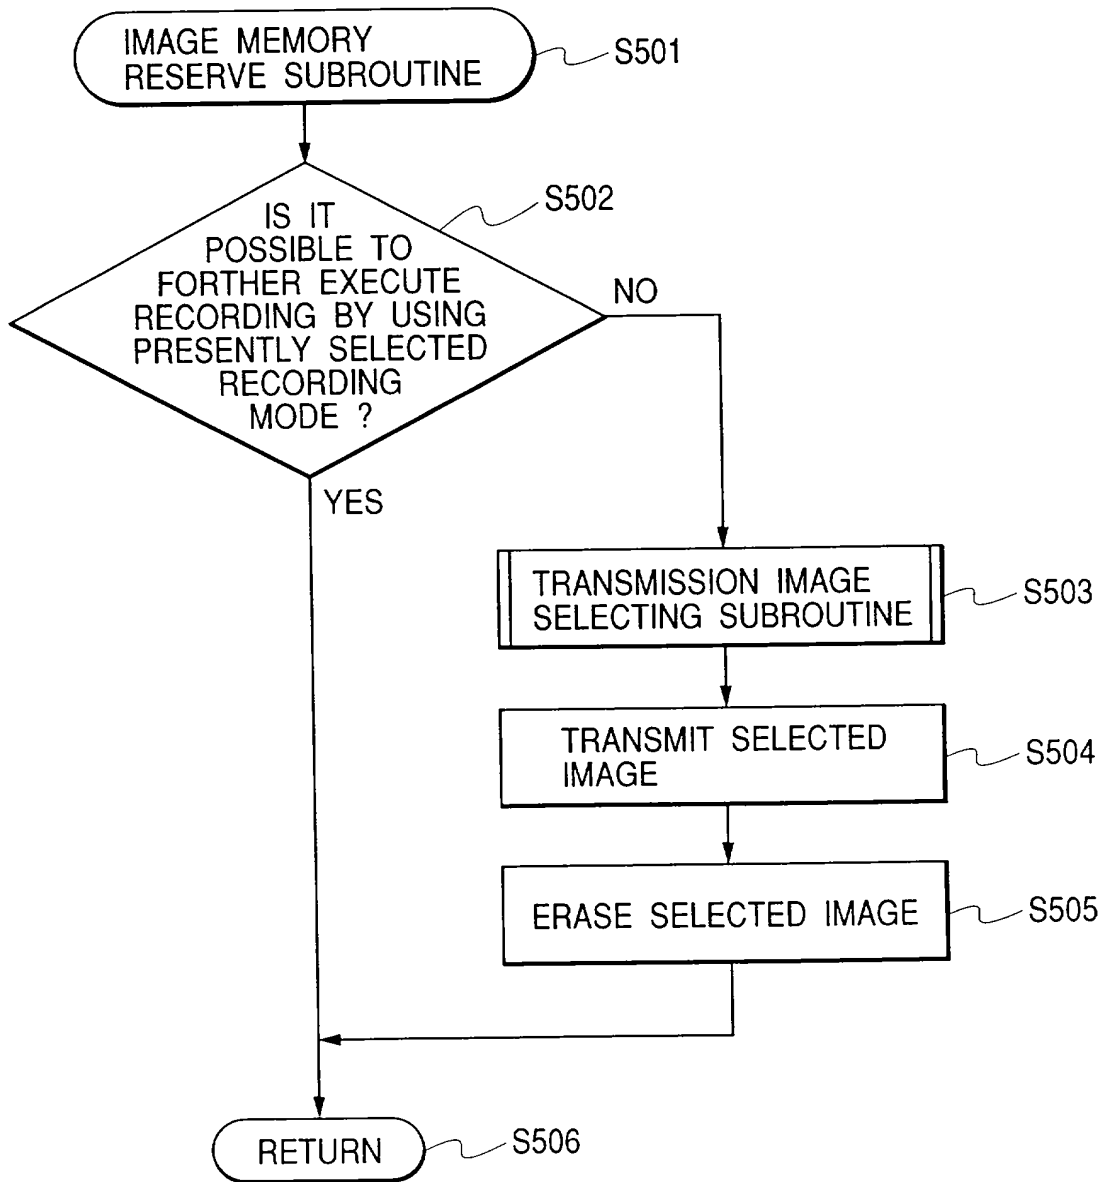 IMAGE MEMORY
RESERVE SUBROUTINE
S501
S502
IS IT
POSSIBLE TO
FORTHER EXECUTE
RECORDING BY USING
PRESENTLY SELECTED
RECORDING
MODE ?
NO
YES
TRANSMISSION IMAGE
SELECTING SUBROUTINE
S503
TRANSMIT SELECTED
IMAGE
S504
ERASE SELECTED IMAGE
S505
RETURN
S506